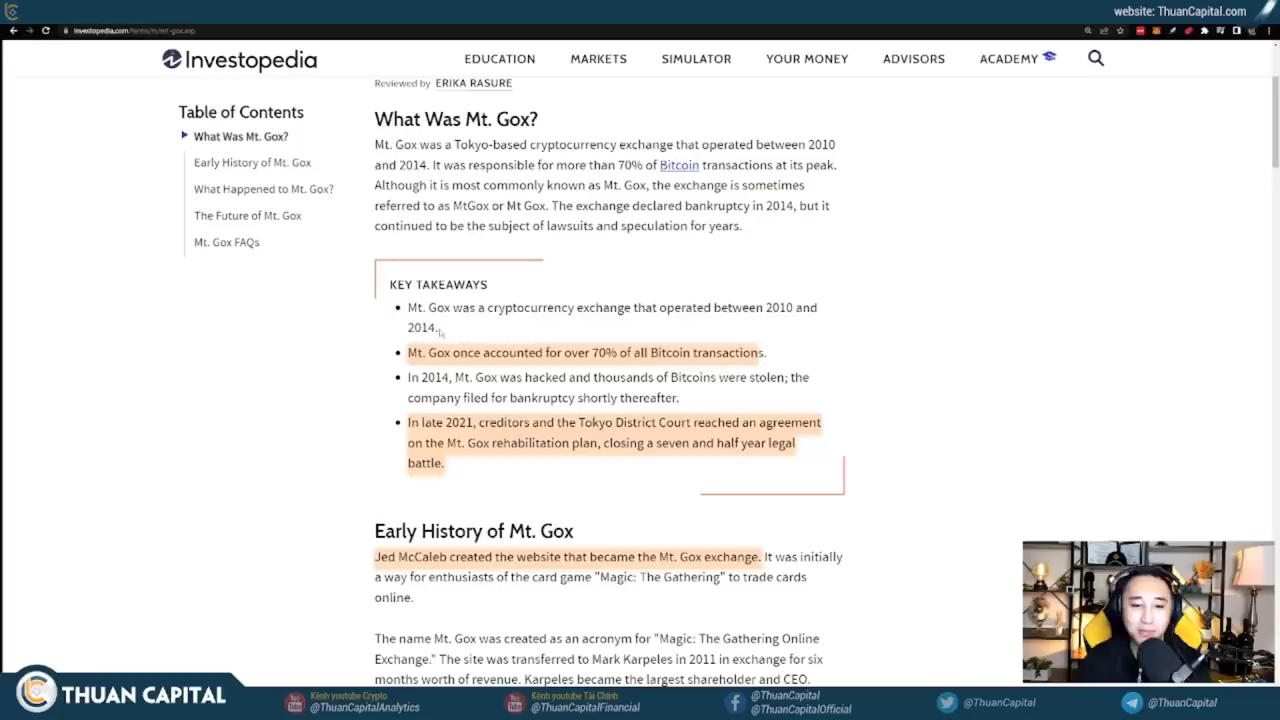 website: ThuanCapital.com
investopedia.com/terms/m/mt-gox.asp
Investopedia
EDUCATION MARKETS SIMULATOR YOUR MONEY ADVISORS ACADEMY
Reviewed by ERIKA RASURE
Table of Contents
What Was Mt. Gox?
Early History of Mt. Gox
What Happened to Mt. Gox?
The Future of Mt. Gox
Mt. Gox FAQs
What Was Mt. Gox?
Mt. Gox was a Tokyo-based cryptocurrency exchange that operated between 2010
and 2014. It was responsible for more than 70% of Bitcoin transactions at its peak.
Although it is most commonly known as Mt. Gox, the exchange is sometimes
referred to as MtGox or Mt Gox. The exchange declared bankruptcy in 2014, but it
continued to be the subject of lawsuits and speculation for years.
KEY TAKEAWAYS
• Mt. Gox was a cryptocurrency exchange that operated between 2010 and
2014.
• Mt. Gox once accounted for over 70% of all Bitcoin transactions.
• In 2014, Mt. Gox was hacked and thousands of Bitcoins were stolen; the
company filed for bankruptcy shortly thereafter.
• In late 2021, creditors and the Tokyo District Court reached an agreement
on the Mt. Gox rehabilitation plan, closing a seven and half year legal
battle.
Early History of Mt. Gox
Jed McCaleb created the website that became the Mt. Gox exchange. It was initially
a way for enthusiasts of the card game "Magic: The Gathering" to trade cards
online.
The name Mt. Gox was created as an acronym for "Magic: The Gathering Online
Exchange." The site was transferred to Mark Karpeles in 2011 in exchange for six
months worth of revenue. Karpeles became the largest shareholder and CEO.
THUAN CAPITAL
Kênh youtube Crypto
@ThuanCapitalAnalytics
Kênh youtube Tài Chính
@ThuanCapitalFinancial
@ThuanCapital
@ThuanCapitalOfficial
@ThuanCapital
@ThuanCapital